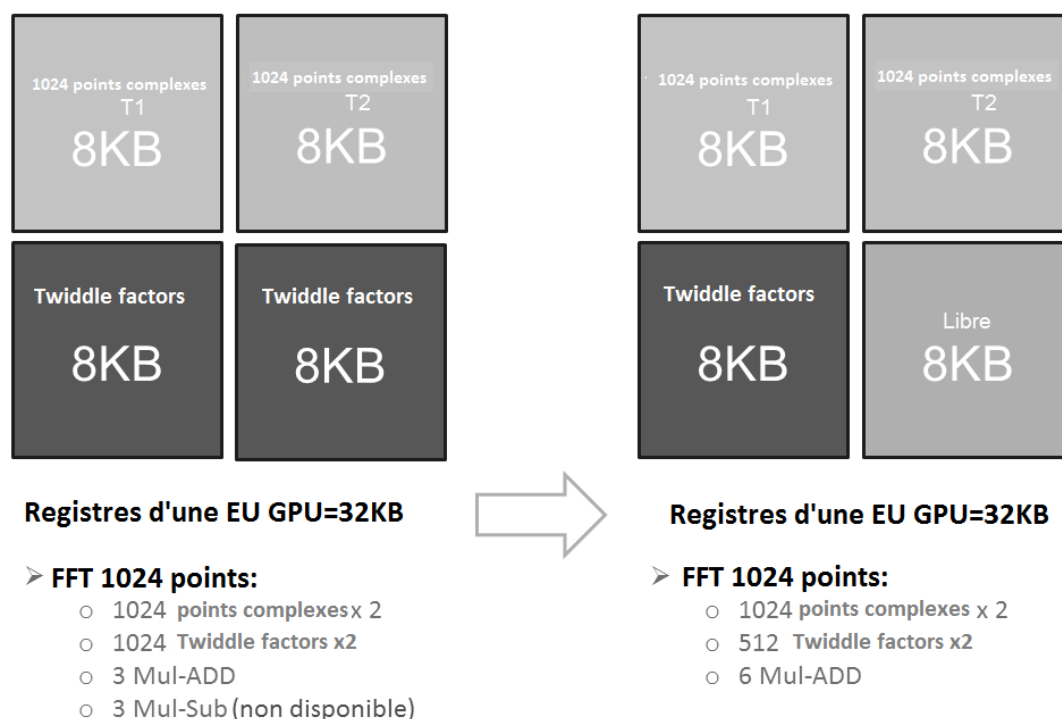 1024 points complexes
T1
8KB
1024 points complexes
T2
8KB
Twiddle factors
8KB
Twiddle factors
8KB
Registres d'une EU GPU=32KB
➢ FFT 1024 points:
o 1024 points complexes x 2
o 1024 Twiddle factors x2
o 3 Mul-ADD
o 3 Mul-Sub (non disponible)
1024 points complexes
T1
8KB
1024 points complexes
T2
8KB
Twiddle factors
8KB
Libre
8KB
Registres d'une EU GPU=32KB
➢ FFT 1024 points:
o 1024 points complexes x 2
o 512 Twiddle factors x2
o 6 Mul-ADD